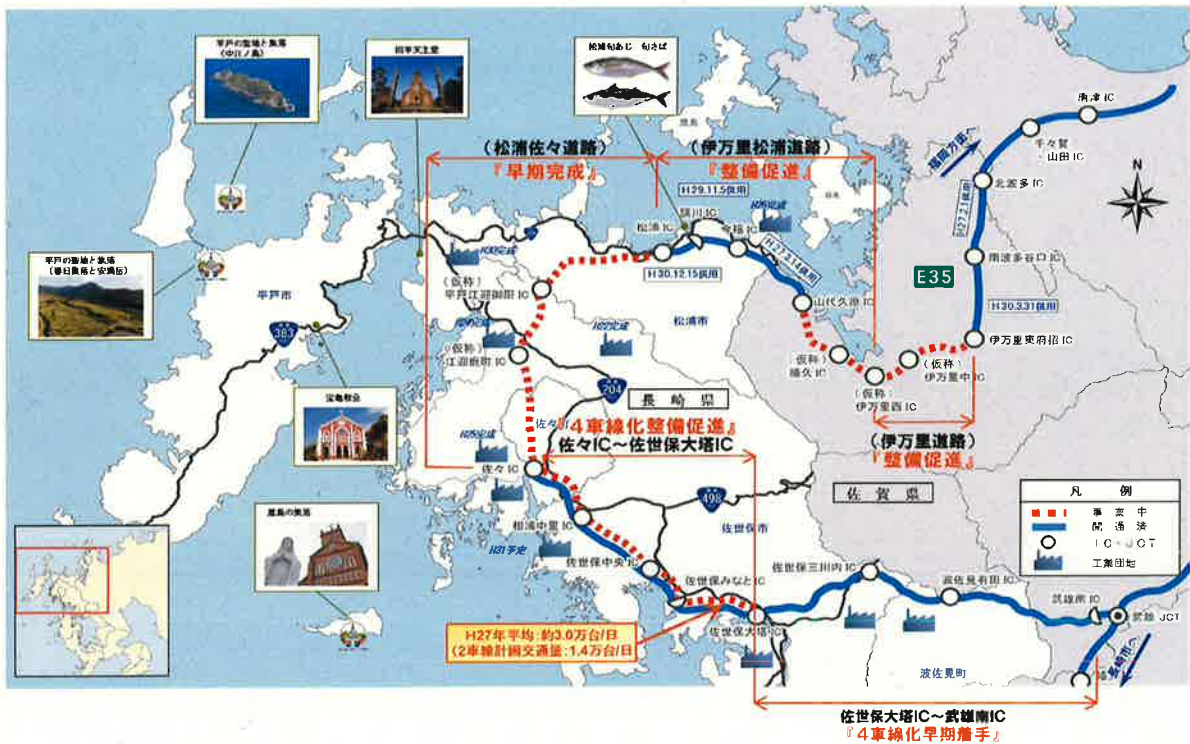 平戸の聖地と集落
(中江ノ島)
田平天主堂
松浦旬あじ 旬さば
唐津IC
千々賀
山田IC
福岡方面へ
北波多IC
N
(松浦佐々道路)
『早期完成』
(伊万里松浦道路)
『整備促進』
H29.11.5供用
H27.2.1供用
松浦IC
調川IC
今福IC
H30.12.15供用
南波多谷口IC
E35
平戸の聖地と集落
(春日集落と安満岳)
平戸市
383
(仮称)
平戸江迎御厨IC
松浦市
山代久原IC
H30.3.31供用
伊万里東府招IC
H22完成
(仮称)
江迎鹿町IC
(仮称)
楠久IC
(仮称)
伊万里西IC
(仮称)
伊万里中IC
204
長崎県
宝亀教会
『4車線化整備促進』
佐々IC～佐世保大塔IC
(伊万里道路)
『整備促進』
佐々IC
佐賀県
498
凡 例
事業中
開通済
IC・JCT
工業団地
黒島の集落
相浦中里IC
佐世保市
H31予定
佐世保中央IC
佐世保みなとIC
佐世保三川内IC
波佐見有田IC
武雄南IC
武雄JCT
H27年平均:約3.0万台/日
(2車線計画交通量:1.4万台/日
佐世保大塔IC
長崎市へ
波佐見町
佐世保大塔IC～武雄南IC
『4車線化早期着手』